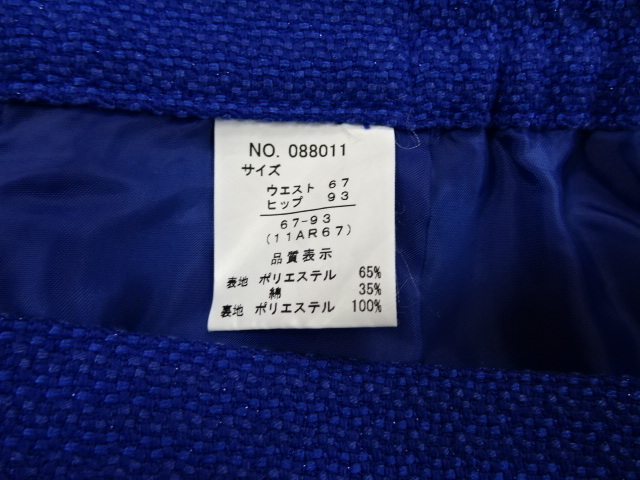 NO. 088011
サイズ
ウエスト 67
ヒップ 93
67-93
(11AR67)
品質表示
表地 ポリエステル 65%
綿 35%
裏地 ポリエステル 100%